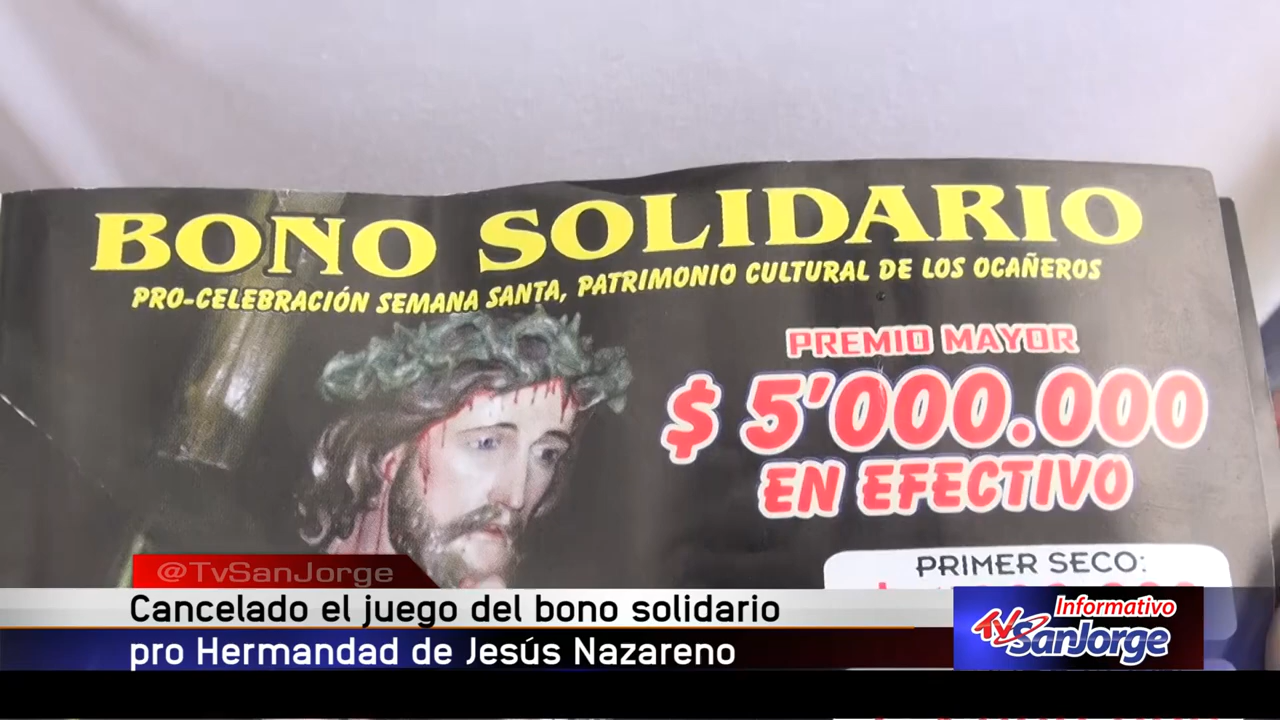 BONO SOLIDARIO
PRO-CELEBRACIÓN SEMANA SANTA, PATRIMONIO CULTURAL DE LOS OCAÑEROS
PREMIO MAYOR
$ 5'000.000
EN EFECTIVO
PRIMER SECO:
@TvSanJorge
Cancelado el juego del bono solidario
pro Hermandad de Jesús Nazareno
Informativo
TV SanJorge